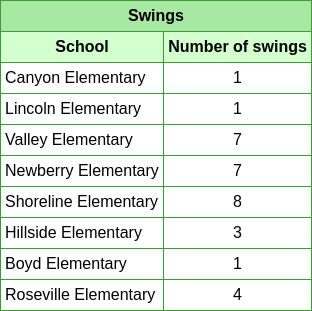 Swings
School Number of swings
Canyon Elementary 1
Lincoln Elementary 1
Valley Elementary 7
Newberry Elementary 7
Shoreline Elementary 8
Hillside Elementary 3
Boyd Elementary 1
Roseville Elementary 4